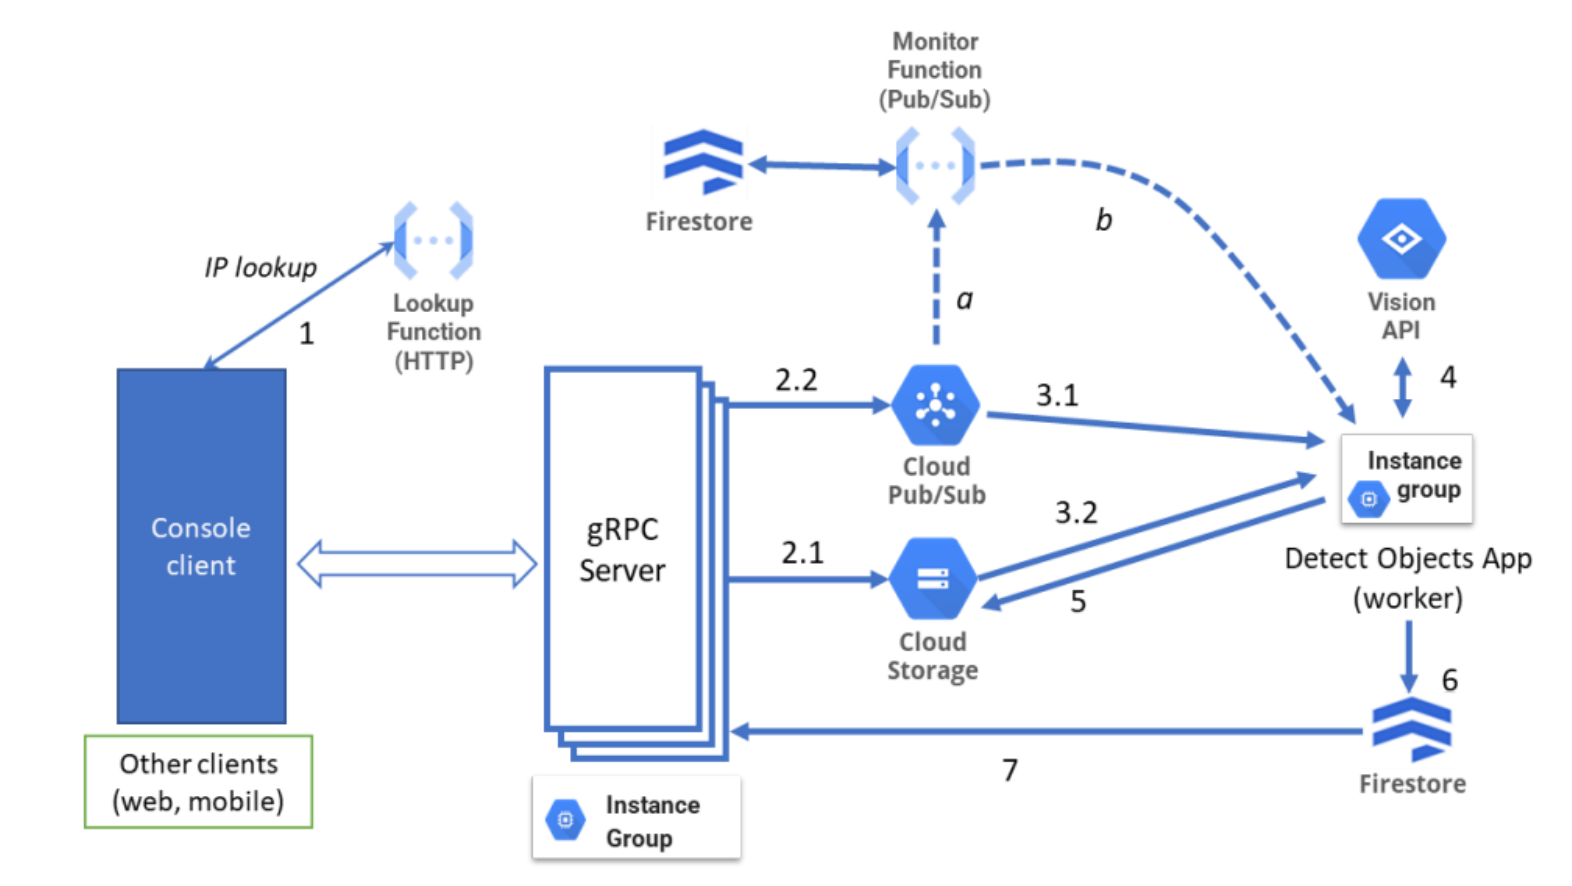 Monitor
Function
(Pub/Sub)
Firestore
b
IP lookup
1
Lookup
Function
(HTTP)
a
Vision
API
4
2.2
3.1
Cloud
Pub/Sub
Instance
group
Console
client
gRPC
Server
3.2
2.1
5
Cloud
Storage
Detect Objects App
(worker)
6
7
Firestore
Other clients
(web, mobile)
Instance
Group